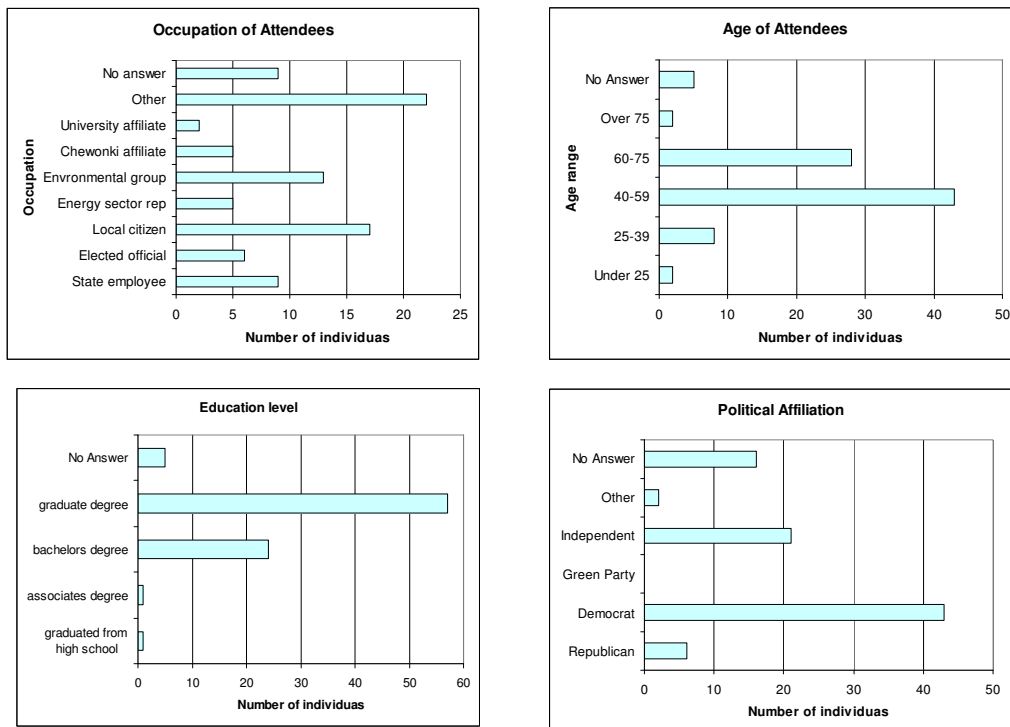 Occupation of Attendees
Occupation
No answer
Other
University affiliate
Chewonki affiliate
Envronmental group
Energy sector rep
Local citizen
Elected official
State employee
0 5 10 15 20 25
Number of individuas
Age of Attendees
Age range
No Answer
Over 75
60-75
40-59
25-39
Under 25
0 10 20 30 40 50
Number of individuas
Education level
No Answer
graduate degree
bachelors degree
associates degree
graduated from
high school
0 10 20 30 40 50 60
Number of individuas
Political Affiliation
No Answer
Other
Independent
Green Party
Democrat
Republican
0 10 20 30 40 50
Number of individuas